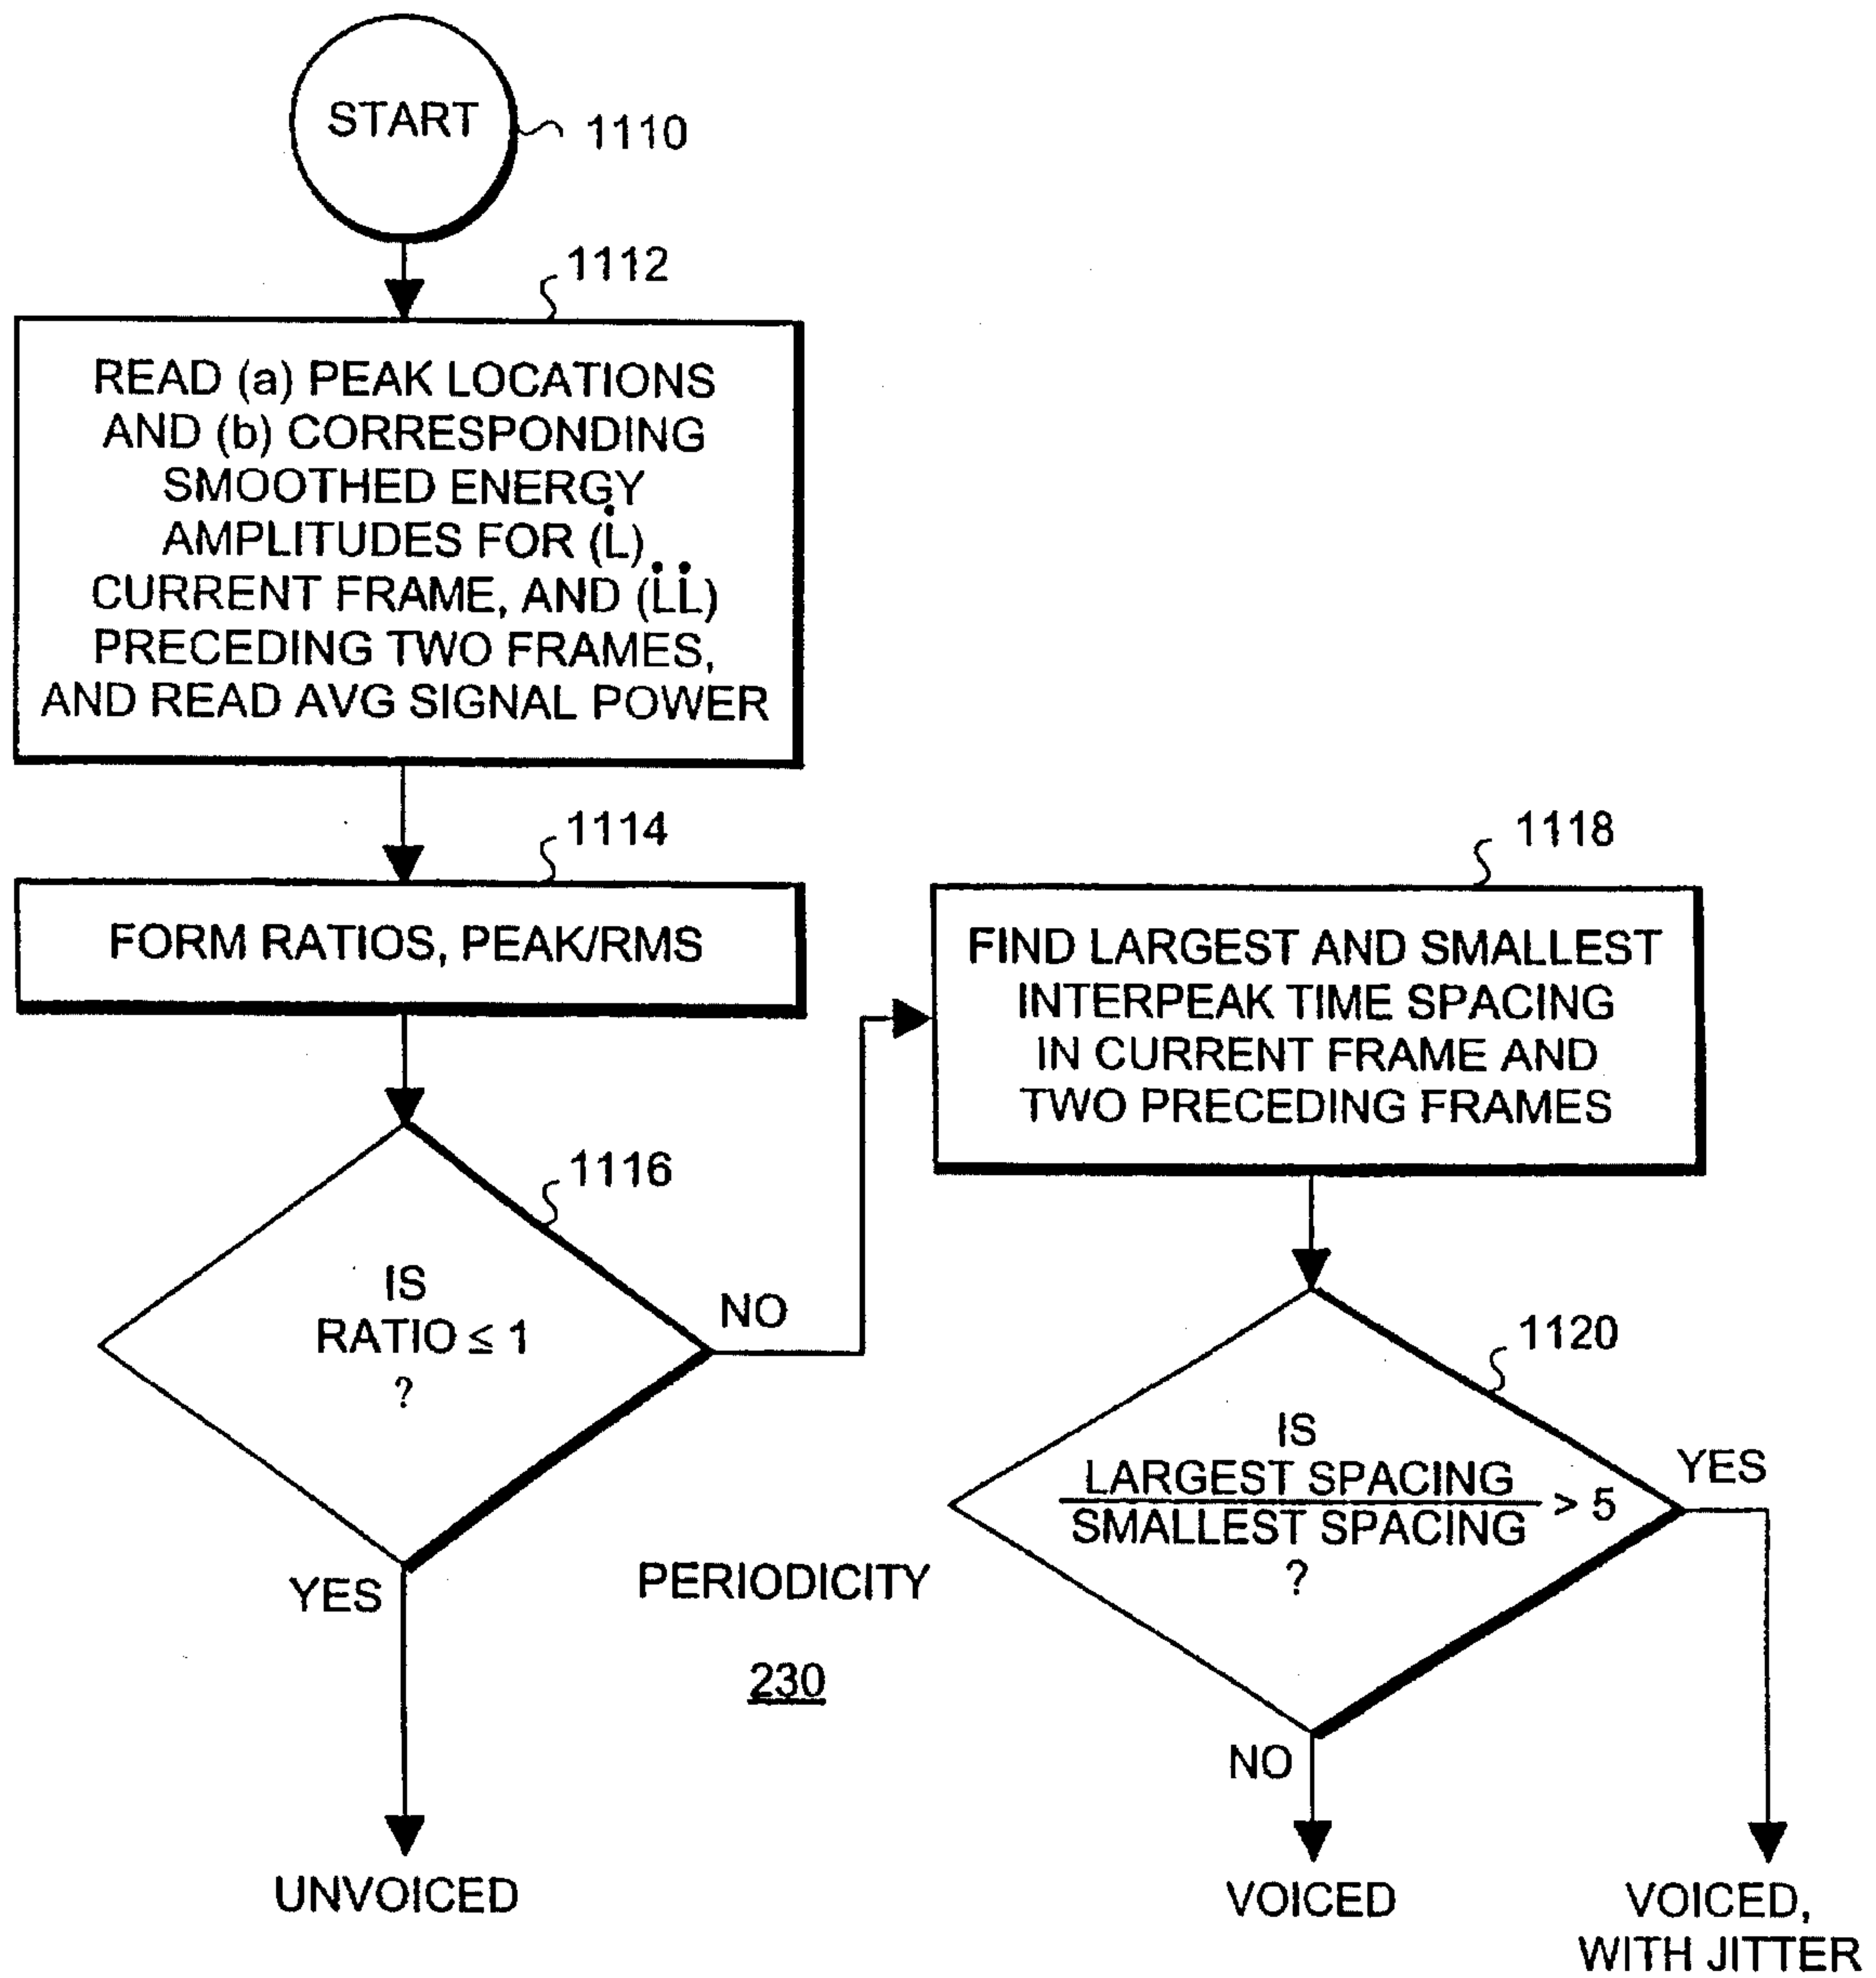 START
1110
1112
READ (a) PEAK LOCATIONS
AND (b) CORRESPONDING
SMOOTHED ENERGY
AMPLITUDES FOR (i)
CURRENT FRAME, AND (ii)
PRECEDING TWO FRAMES,
AND READ AVG SIGNAL POWER
1114
FORM RATIOS, PEAK/RMS
1116
IS
RATIO ≤ 1
?
NO
YES
UNVOICED
1118
FIND LARGEST AND SMALLEST
INTERPEAK TIME SPACING
IN CURRENT FRAME AND
TWO PRECEDING FRAMES
1120
IS
LARGEST SPACING
SMALLEST SPACING > 5
?
YES
NO
VOICED
VOICED,
WITH JITTER
PERIODICITY
230